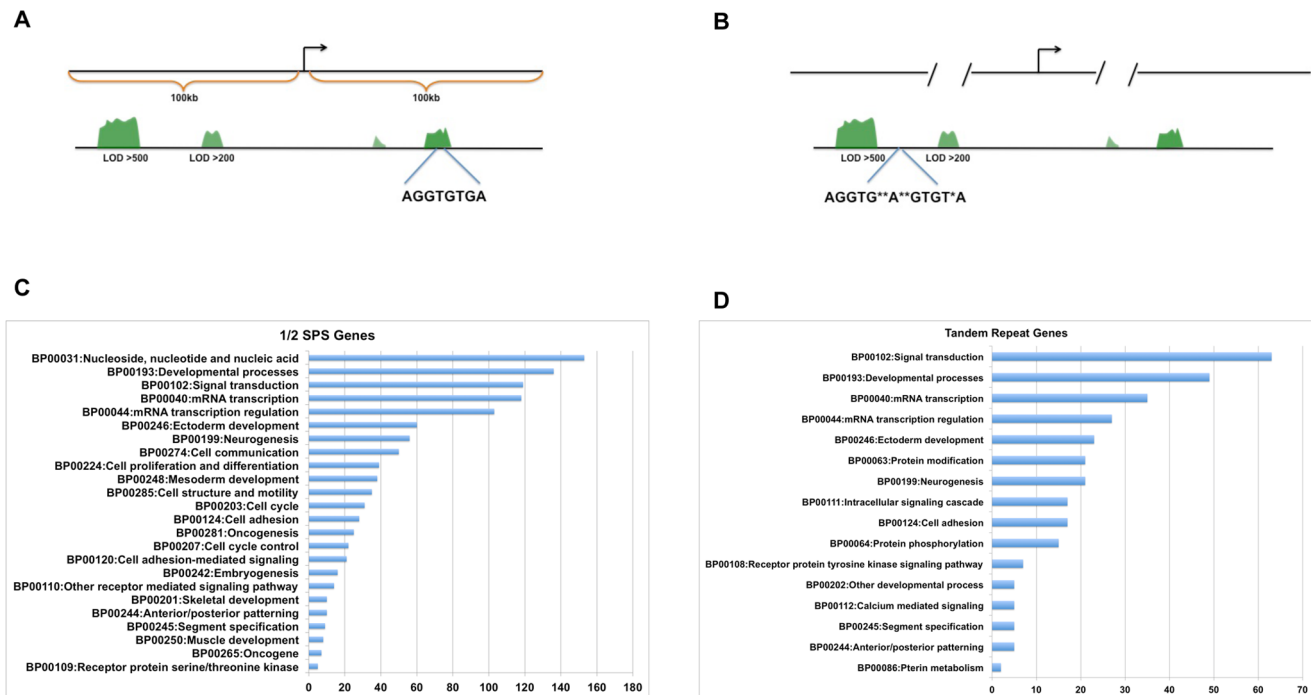 A
100kb 100kb
LOD >500 LOD >200
AGGTGTGA
B
LOD >500 LOD >200
AGGTG**A**GTGT*A
C
1/2 SPS Genes
BP00031:Nucleoside, nucleotide and nucleic acid
BP00193:Developmental processes
BP00102:Signal transduction
BP00040:mRNA transcription
BP00044:mRNA transcription regulation
BP00246:Ectoderm development
BP00199:Neurogenesis
BP00274:Cell communication
BP00224:Cell proliferation and differentiation
BP00248:Mesoderm development
BP00285:Cell structure and motility
BP00203:Cell cycle
BP00124:Cell adhesion
BP00281:Oncogenesis
BP00207:Cell cycle control
BP00120:Cell adhesion-mediated signaling
BP00242:Embryogenesis
BP00110:Other receptor mediated signaling pathway
BP00201:Skeletal development
BP00244:Anterior/posterior patterning
BP00245:Segment specification
BP00250:Muscle development
BP00265:Oncogene
BP00109:Receptor protein serine/threonine kinase
0 20 40 60 80 100 120 140 160 180
D
Tandem Repeat Genes
BP00102:Signal transduction
BP00193:Developmental processes
BP00040:mRNA transcription
BP00044:mRNA transcription regulation
BP00246:Ectoderm development
BP00063:Protein modification
BP00199:Neurogenesis
BP00111:Intracellular signaling cascade
BP00124:Cell adhesion
BP00064:Protein phosphorylation
BP00108:Receptor protein tyrosine kinase signaling pathway
BP00202:Other developmental process
BP00112:Calcium mediated signaling
BP00245:Segment specification
BP00244:Anterior/posterior patterning
BP00086:Pterin metabolism
0 10 20 30 40 50 60 70